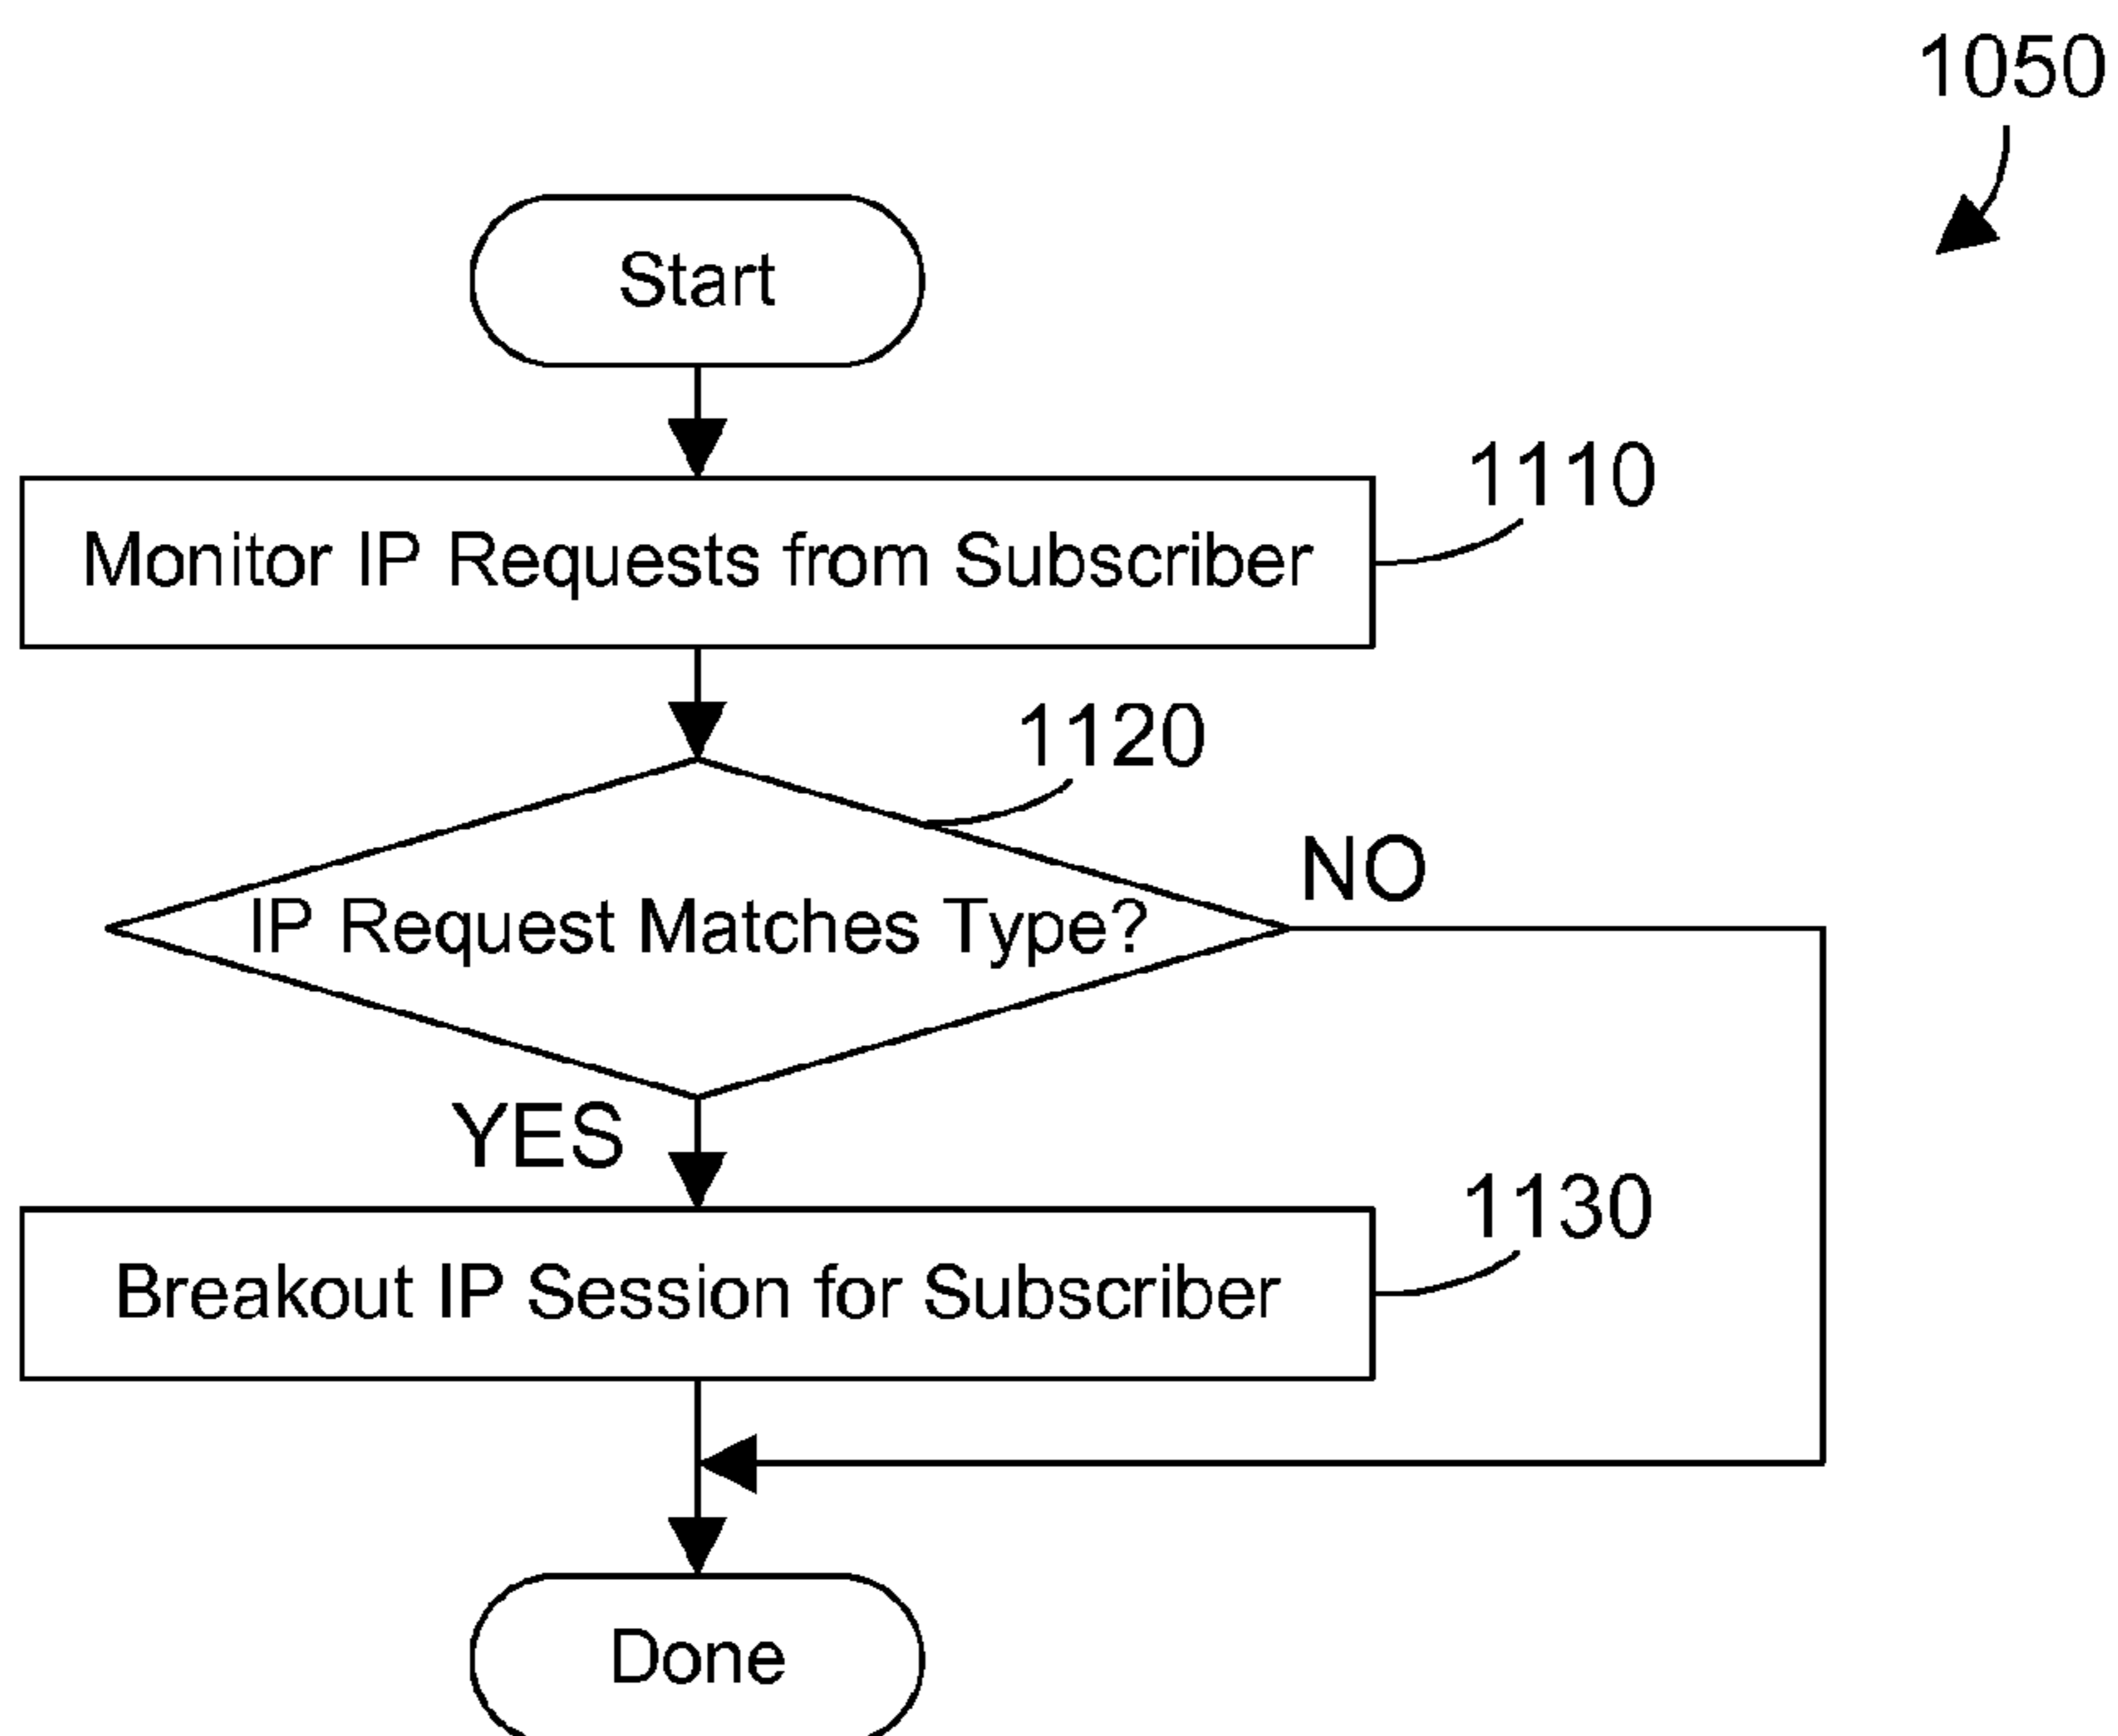 1050
Start
1110
Monitor IP Requests from Subscriber
1120
NO
IP Request Matches Type?
YES
1130
Breakout IP Session for Subscriber
Done